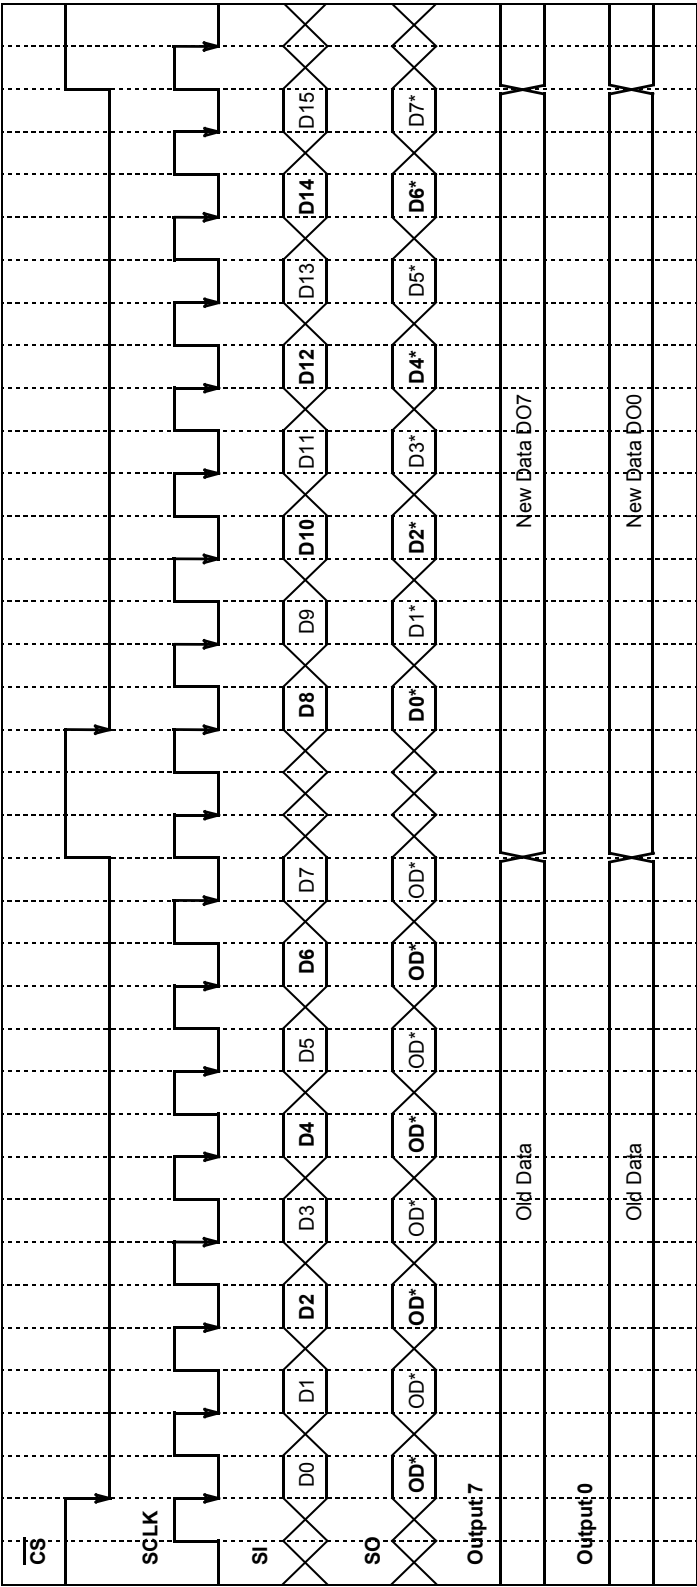 CS
SCLK
SI D0 D1 D2 D3 D4 D5 D6 D7 D8 D9 D10 D11 D12 D13 D14 D15
SO OD* OD* OD* OD* OD* OD* OD* OD* D0* D1* D2* D3* D4* D5* D6* D7*
Output 7 Old Data New Data DO7
Output 0 Old Data New Data DO0